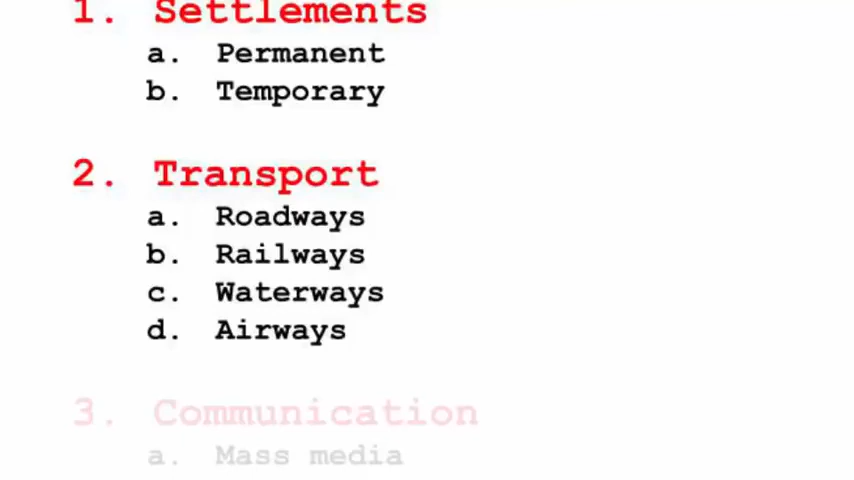 1. Settlements
a. Permanent
b. Temporary
2. Transport
a. Roadways
b. Railways
c. Waterways
d. Airways
3. Communication
a. Mass media